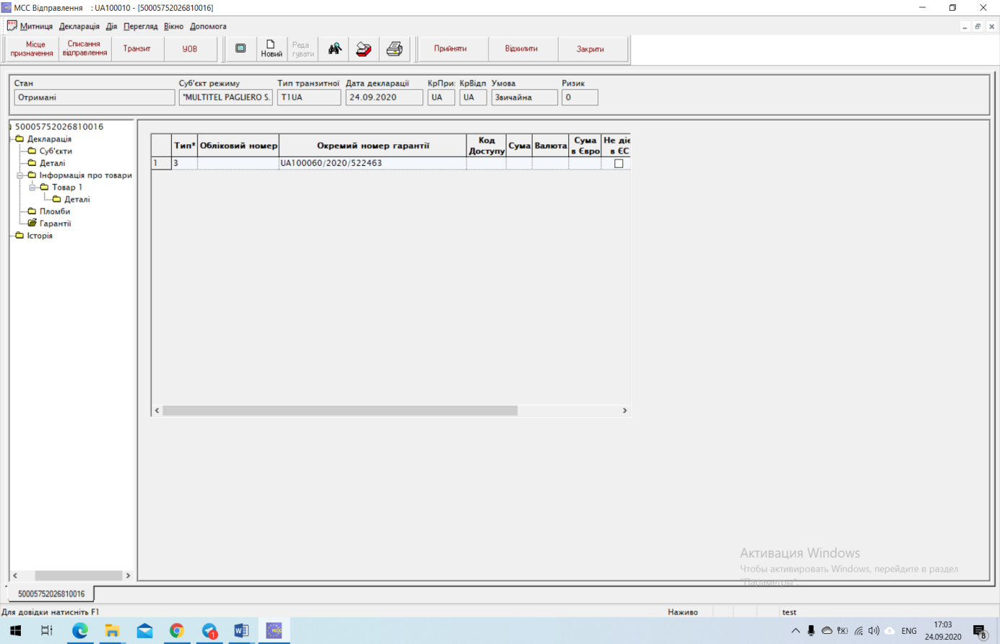 МСС Відправлення : UA100010 - [50005752026810016]
Митниця Декларація Дія Перегляд Вікно Допомога
Місце призначення
Списання відправлення
Транзит
УОВ
Новий
Редагувати
Прийняти
Відхилити
Закрити
Стан
Суб'єкт режиму
Тип транзитної
Дата декларації
КрПри:
КрВідп
Умова
Ризик
Отримані
"MULTITEL PAGLIERO S.
T1UA
24.09.2020
UA
UA
Звичайна
0
50005752026810016
Декларація
Суб'єкти
Деталі
Інформація про товари
Товар 1
Деталі
Пломби
Гарантії
Історія
Тип*
Обліковий номер
Окремий номер гарантії
Код Доступу
Сума
Валюта
Сума в Євро
Не діє в ЄС
1
3
UA100060/2020/522463
Активация Windows
Чтобы активировать Windows, перейдите в раздел
"Параметры".
50005752026810016
Для довідки натисніть F1
Наживо
test
ENG
17:03
24.09.2020
8